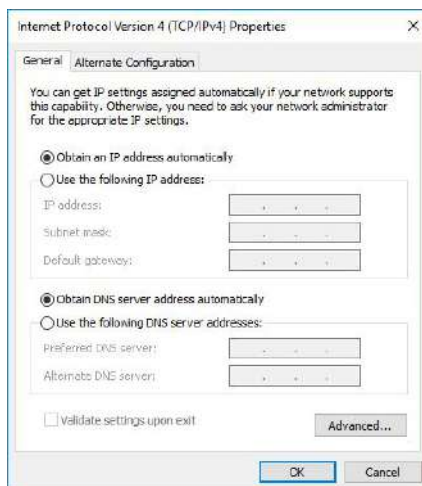 Internet Protocol Version 4 (TCP/IPv4) Properties
General
Alternate Configuration
You can get IP settings assigned automatically if your network supports
this capability. Otherwise, you need to ask your network administrator
for the appropriate IP settings.
Obtain an IP address automatically
Use the following IP address:
IP address:
Subnet mask:
Default gateway:
Obtain DNS server address automatically
Use the following DNS server addresses:
Preferred DNS server:
Alternate DNS server:
Validate settings upon exit
Advanced...
OK
Cancel